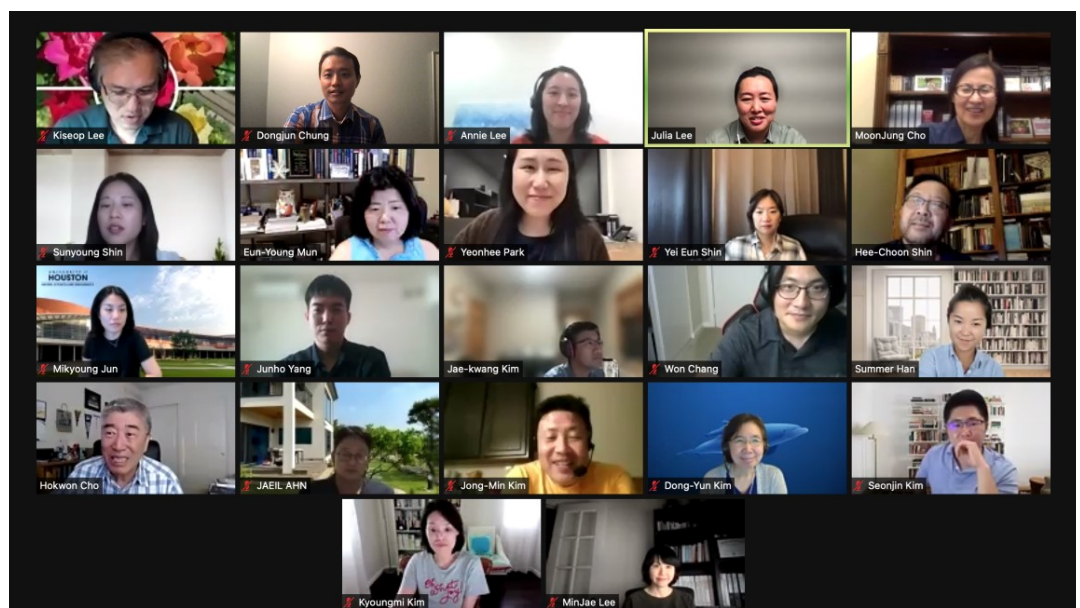 Kiseop Lee
Dongjun Chung
Annie Lee
Julia Lee
MoonJung Cho
Sunyoung Shin
Eun-Young Mun
Yeonhee Park
Yei Eun Shin
Hee-Choon Shin
HOUSTON
Mikyoung Jun
Junho Yang
Jae-kwang Kim
Won Chang
Summer Han
Hokwon Cho
JAEIL AHN
Jong-Min Kim
Dong-Yun Kim
Seonjin Kim
Kyoungmi Kim
MinJae Lee